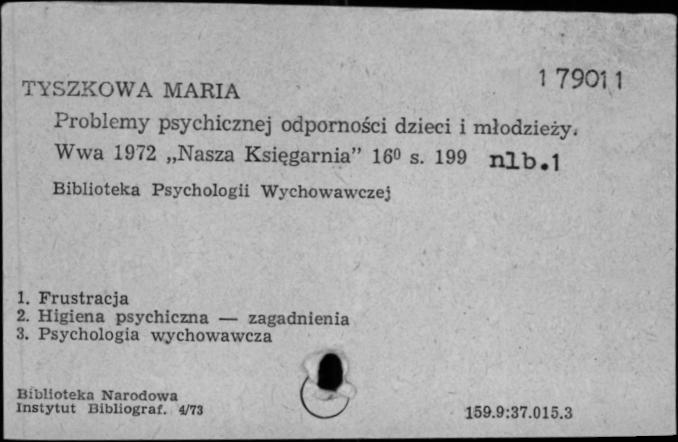 1 79011
TYSZKOWA MARIA
Problemy psychicznej odporności dzieci i młodzieży.
Wwa 1972 „Nasza Księgarnia” 16⁰ s. 199 nlb.1
Biblioteka Psychologii Wychowawczej
1. Frustracja
2. Higiena psychiczna — zagadnienia
3. Psychologia wychowawcza
Biblioteka Narodowa
Instytut Bibliograf. 4/73
159.9:37.015.3